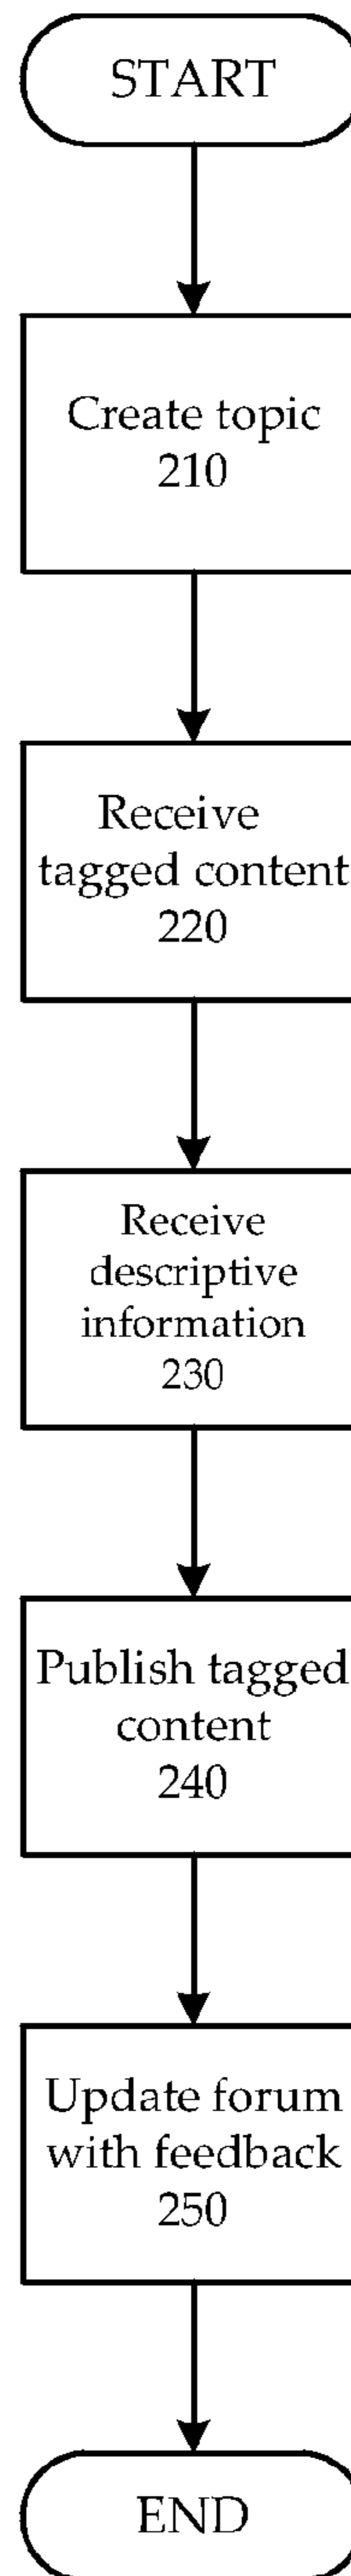 START
Create topic
210
Receive
tagged content
220
Receive
descriptive
information
230
Publish tagged
content
240
Update forum
with feedback
250
END